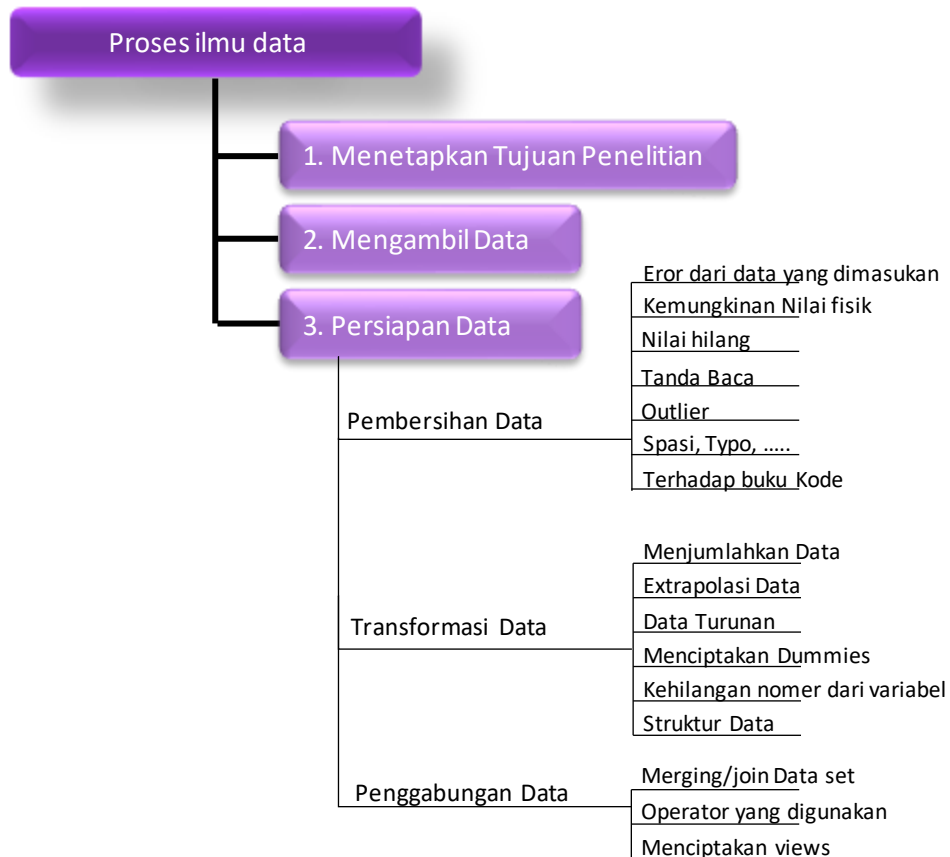 Proses ilmu data
1. Menetapkan Tujuan Penelitian
2. Mengambil Data
3. Persiapan Data
Pembersihan Data
Eror dari data yang dimasukan
Kemungkinan Nilai fisik
Nilai hilang
Tanda Baca
Outlier
Spasi, Typo, .....
Terhadap buku Kode
Transformasi Data
Menjumlahkan Data
Extrapolasi Data
Data Turunan
Menciptakan Dummies
Kehilangan nomer dari variabel
Struktur Data
Penggabungan Data
Merging/join Data set
Operator yang digunakan
Menciptakan views